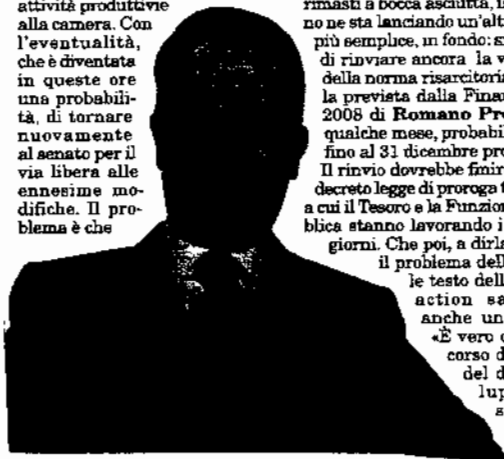 attività produttivie
alla camera. Con
l'eventualità,
che è diventata
in queste ore
una probabili-
tà, di tornare
nuovamente
al senato per il
via libera alle
ennesime mo-
difiche. Il pro-
blema è che
rimasti a bocca asciutta, i
no ne sta lanciando un'alt
più semplice, in fondo: s
di rinviare ancora la v
della norma risarcitoria
la prevista dalla Finan
2008 di Romano Pr
qualche mese, probabil
fino al 31 dicembre pro
Il rinvio dovrebbe finir
decreto legge di proroga t
a cui il Tesoro e la Funzion
blica stanno lavorando i
giorni. Che poi, a dirla
il problema dell
le testo dell
action sa
anche un
«È vero c
corso d
del d
lup
s